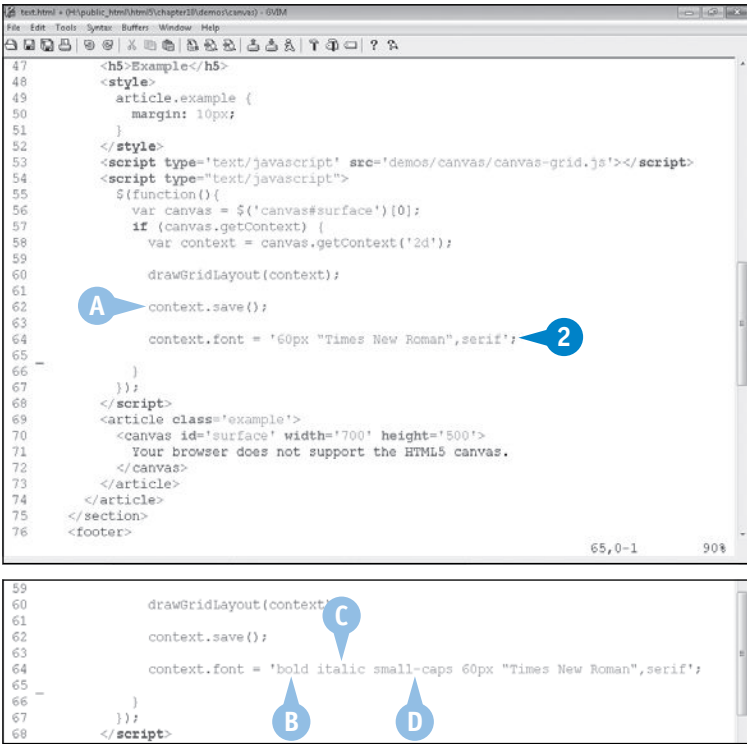 text.html + (H:\public_html\html5\chapter18\demos\canvas) - GVIM
File Edit Tools Syntax Buffers Window Help
47 <h5>Example</h5>
48 <style>
49 article.example {
50 margin: 10px;
51 }
52 </style>
53 <script type='text/javascript' src='demos/canvas/canvas-grid.js'></script>
54 <script type="text/javascript">
55 $(function(){
56 var canvas = $('canvas#surface')[0];
57 if (canvas.getContext) {
58 var context = canvas.getContext('2d');
59
60 drawGridLayout(context);
61
62 A context.save();
63
64 context.font = '60px "Times New Roman",serif'; 2
65
66 }
67 });
68 </script>
69 <article class='example'>
70 <canvas id='surface' width='700' height='500'>
71 Your browser does not support the HTML5 canvas.
72 </canvas>
73 </article>
74 </article>
75 </section>
76 <footer>
65,0-1 90%
59
60 drawGridLayout(context
61 C
62 context.save();
63
64 context.font = 'bold italic small-caps 60px "Times New Roman",serif';
65
66 }
67 }); B D
68 </script>